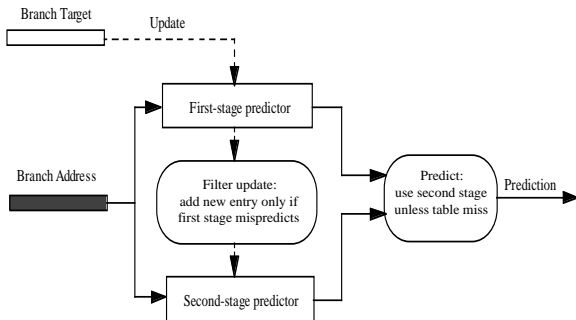 Branch Target
Update
First-stage predictor
Branch Address
Filter update:
add new entry only if
first stage mispredicts
Predict:
use second stage
unless table miss
Prediction
Second-stage predictor